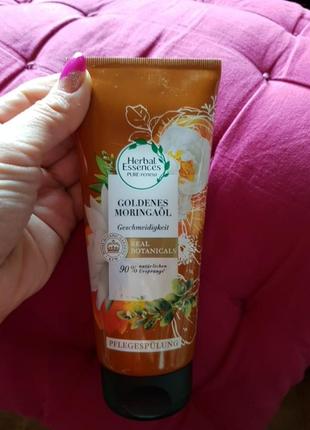 Herbal
Essences
PURE:renew
GOLDENES
MORINGAÖL
Geschmeidigkeit
REAL
BOTANICALS
90% natürlichen
Ursprungs
PFLEGESPÜLUNG